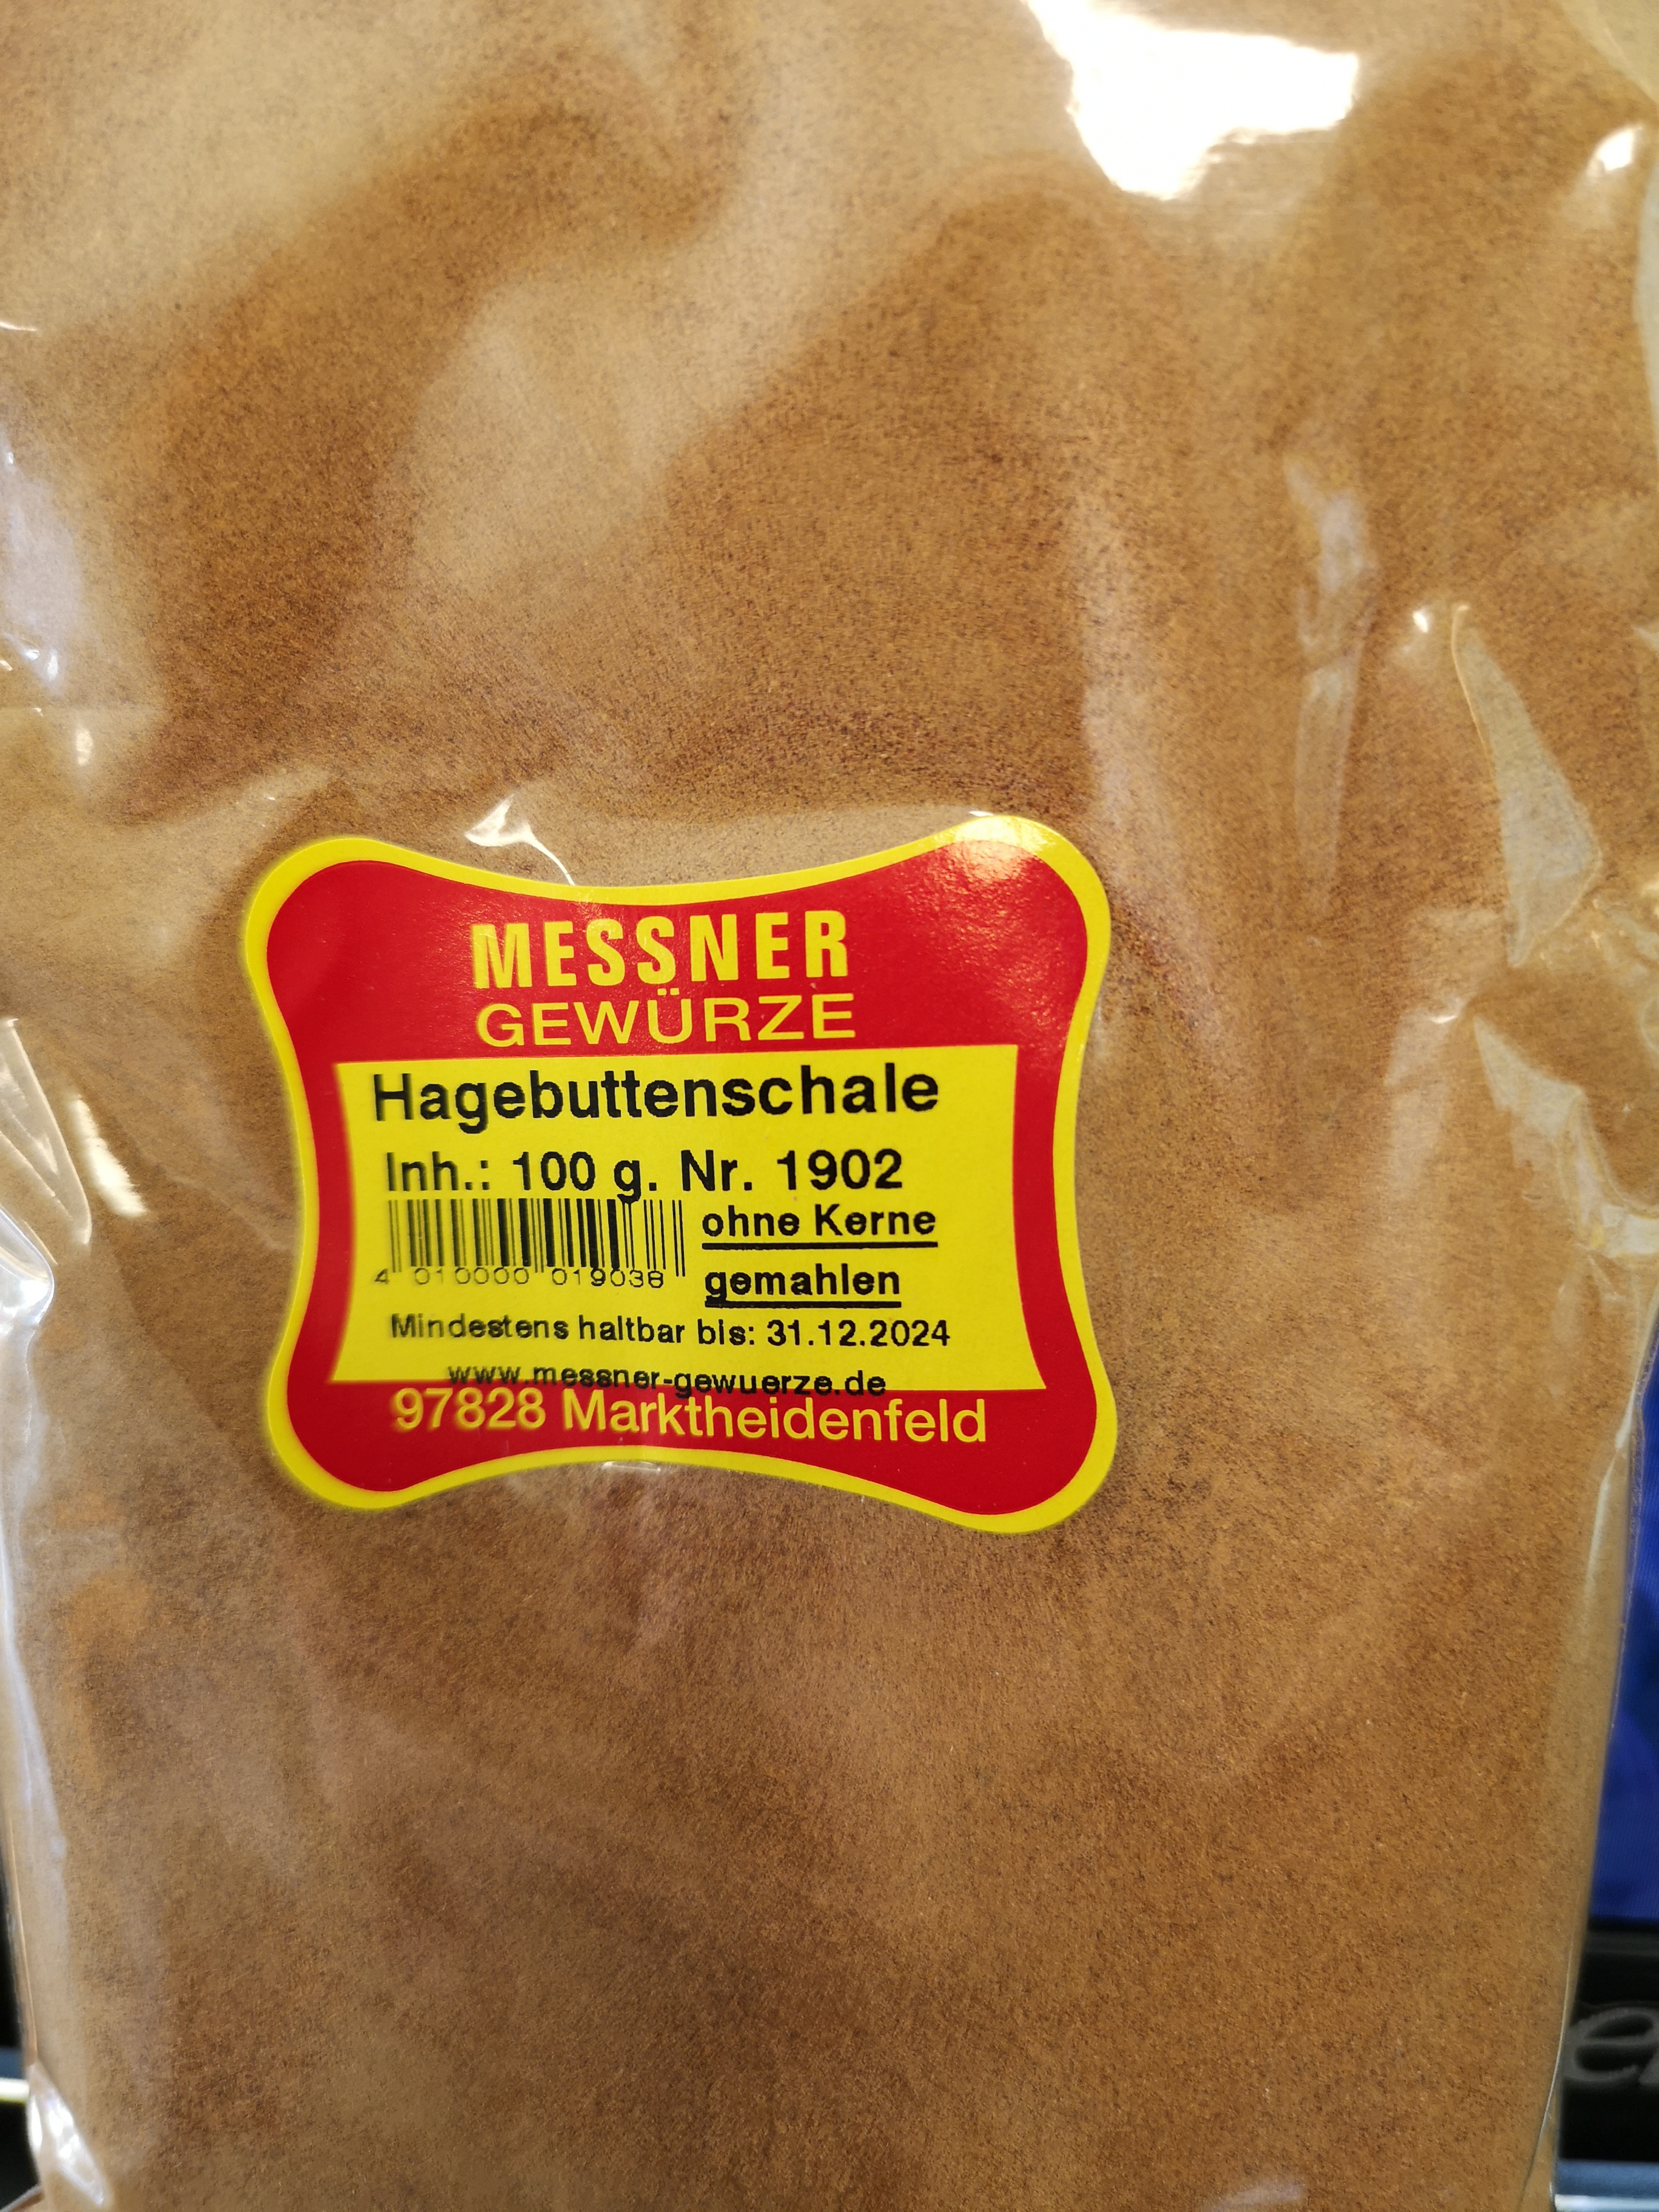 MESSNER
GEWÜRZE
Hagebuttenschale
Inh.: 100 g. Nr. 1902
ohne Kerne
4 010000 019038
gemahlen
Mindestens haltbar bis: 31.12.2024
www.messner-gewuerze.de
97828 Marktheidenfeld